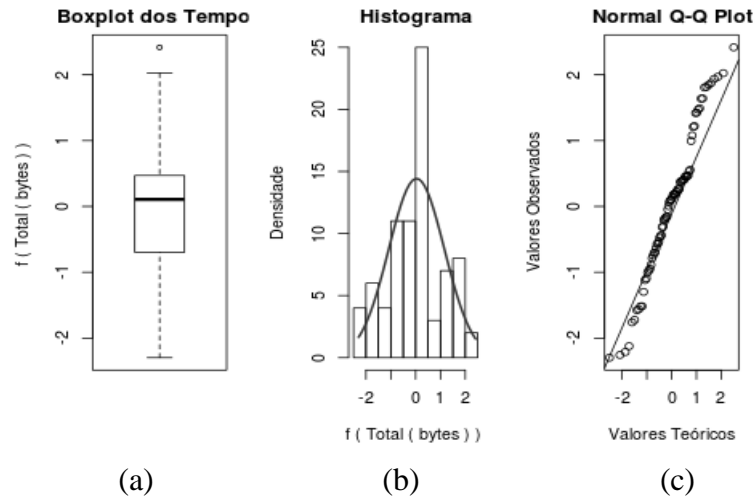 Boxplot dos Tempo
f ( Total ( bytes ) )
-2
-1
0
1
2
(a)
Histograma
Densidade
0
5
10
15
20
25
-2
0
1
2
f ( Total ( bytes ) )
(b)
Normal Q-Q Plot
Valores Observados
-2
-1
0
1
2
-2
0
1
2
Valores Teóricos
(c)